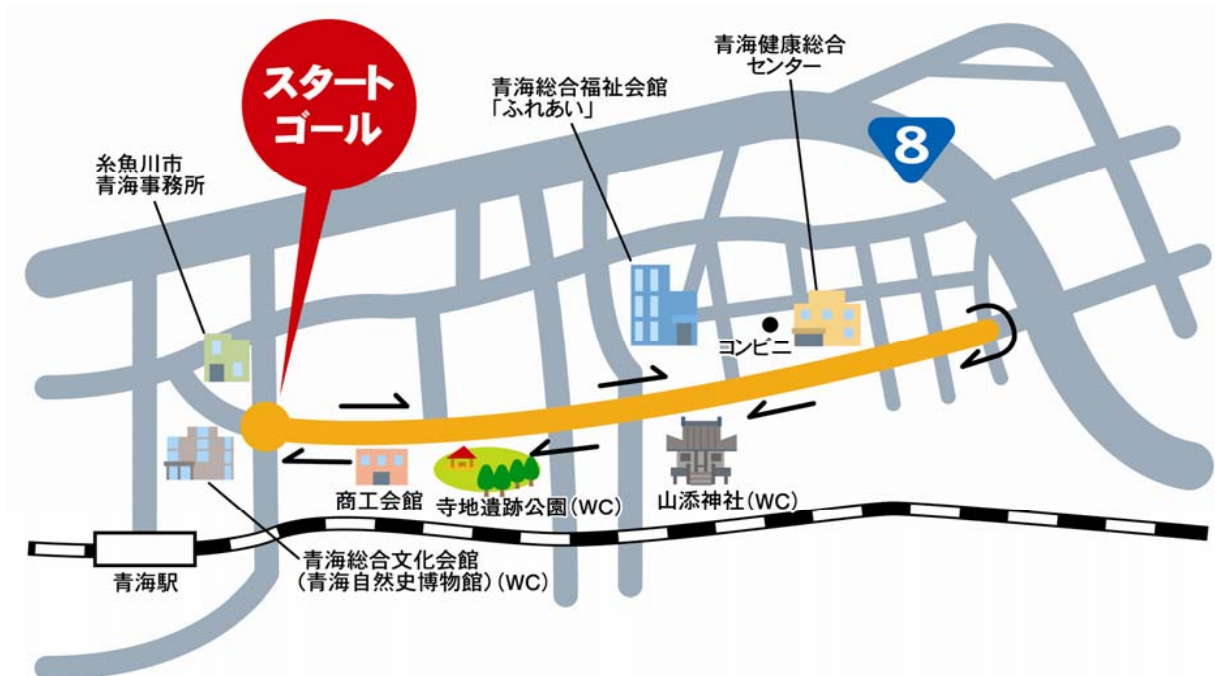 スタート
ゴール
青海健康総合
センター
青海総合福祉会館
「ふれあい」
8
糸魚川市
青海事務所
コンビニ
商工会館
寺地遺跡公園(WC)
山添神社(WC)
青海駅
青海総合文化会館
(青海自然史博物館)(WC)